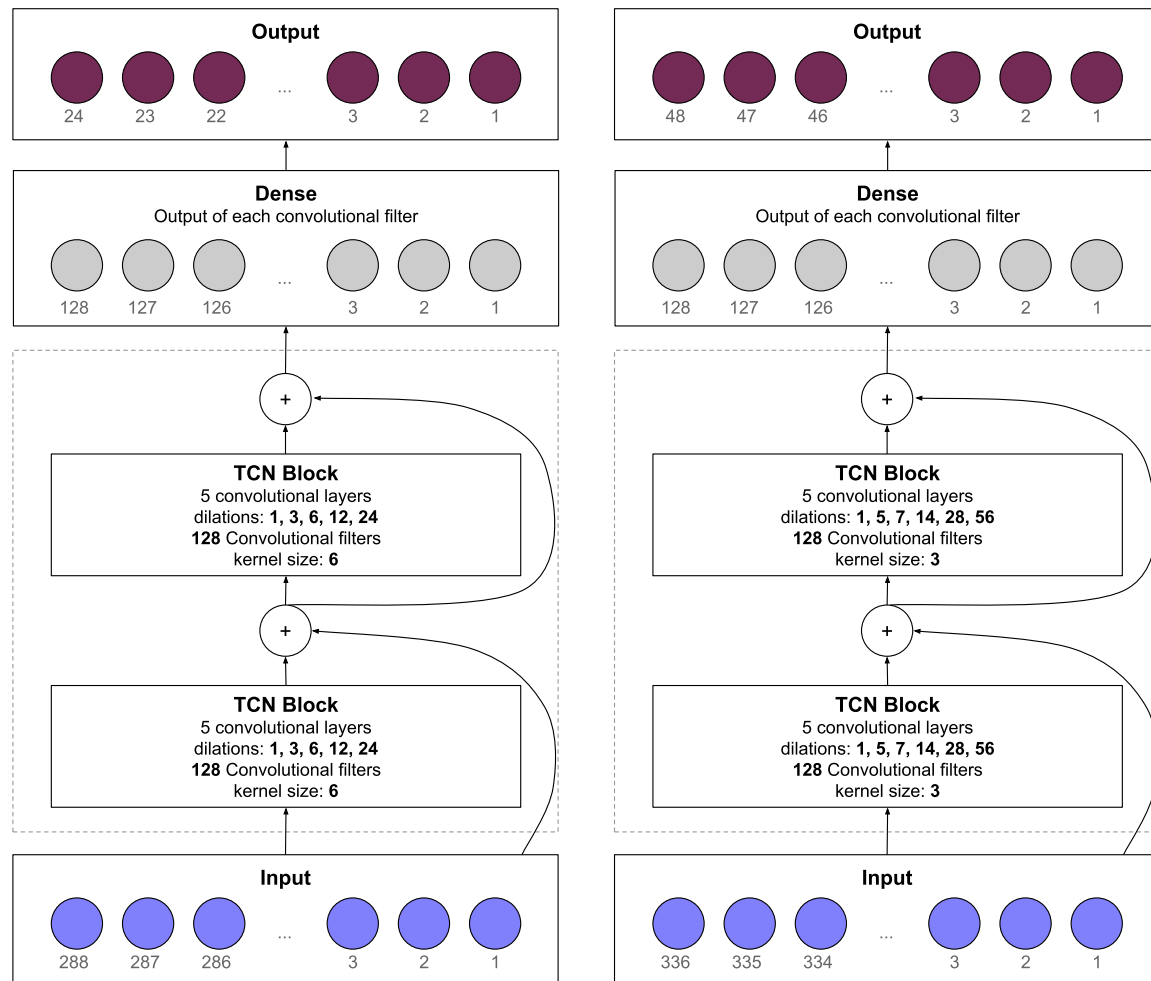 Output
24 23 22 ... 3 2 1
Dense
Output of each convolutional filter
128 127 126 ... 3 2 1
+
TCN Block
5 convolutional layers
dilations: 1, 3, 6, 12, 24
128 Convolutional filters
kernel size: 6
+
TCN Block
5 convolutional layers
dilations: 1, 3, 6, 12, 24
128 Convolutional filters
kernel size: 6
Input
288 287 286 ... 3 2 1
Output
48 47 46 ... 3 2 1
Dense
Output of each convolutional filter
128 127 126 ... 3 2 1
+
TCN Block
5 convolutional layers
dilations: 1, 5, 7, 14, 28, 56
128 Convolutional filters
kernel size: 3
+
TCN Block
5 convolutional layers
dilations: 1, 5, 7, 14, 28, 56
128 Convolutional filters
kernel size: 3
Input
336 335 334 ... 3 2 1